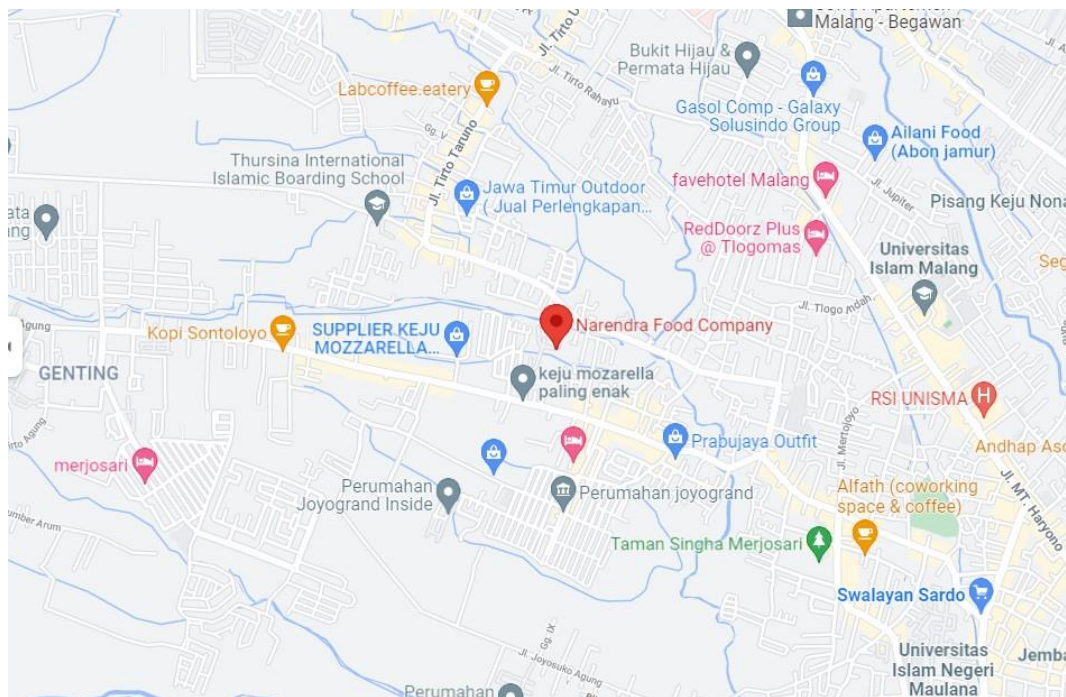 Malang - Begawan
Bukit Hijau &
Permata Hijau
Jl. Tirto Rahayu
Labcoffee.eatery
Gg. V
Jl. Tirto Taruno
Gasol Comp - Galaxy
Solusindo Group
Ailani Food
(Abon jamur)
Thursina International
Islamic Boarding School
Jawa Timur Outdoor
( Jual Perlengkapan...
favehotel Malang
Jl. Jupiter
Pisang Keju Nona
RedDoorz Plus
@ Tlogomas
Universitas
Islam Malang
Jl. Tlogo Indah
Agung
Kopi Sontoloyo
SUPPLIER KEJU
MOZZARELLA...
Narendra Food Company
GENTING
keju mozarella
paling enak
RSI UNISMA
Jl. Mertojoyo
Andhap Aso
Prabujaya Outfit
merjosari
Perumahan
Joyogrand Inside
Perumahan joyogrand
Alfath (coworking
space & coffee)
Jl. MT. Haryono
Taman Singha Merjosari
Swalayan Sardo
Gg. IX
Jl. Joyosuko Agung
Universitas
Islam Negeri
Maulana
Jemba
Perumahan